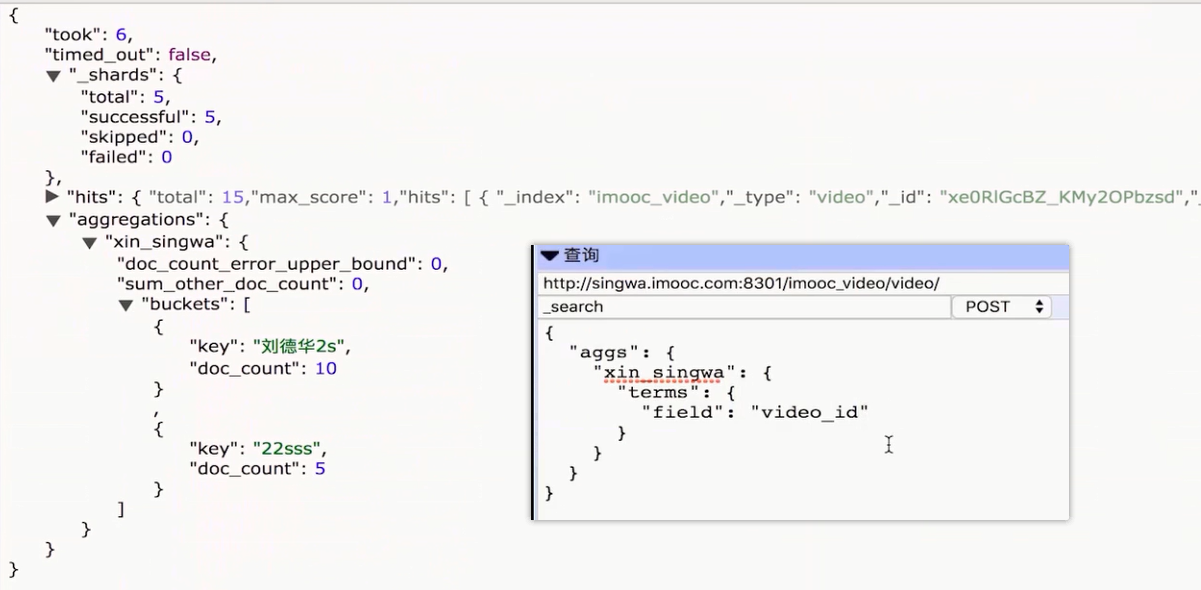 {
"took": 6,
"timed_out": false,
▼ "_shards": {
"total": 5,
"successful": 5,
"skipped": 0,
"failed": 0
},
▶ "hits": { "total": 15,"max_score": 1,"hits": [ { "_index": "imooc_video","_type": "video","_id": "xe0RlGcBZ_KMy2OPbzsd","_
▼ "aggregations": {
▼ "xin_singwa": {
"doc_count_error_upper_bound": 0,
"sum_other_doc_count": 0,
▼ "buckets": [
{
"key": "刘德华2s",
"doc_count": 10
}
,
{
"key": "22sss",
"doc_count": 5
}
]
}
}
}
▼ 查询
http://singwa.imooc.com:8301/imooc_video/video/
_search POST
{
"aggs": {
"xin_singwa": {
"terms": {
"field": "video_id"
}
}
}
}